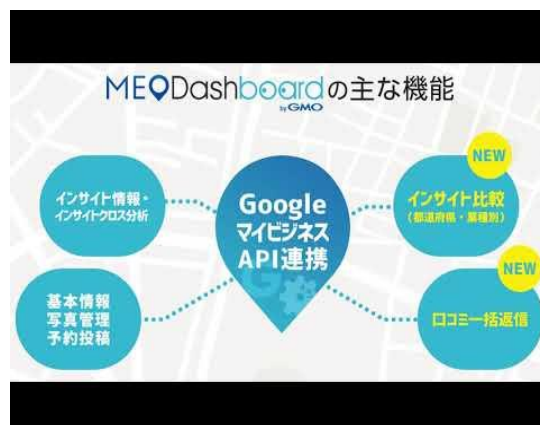 MEODashboardの主な機能
by GMO
NEW
インサイト情報・
インサイトクロス分析
Google
マイビジネス
API連携
インサイト比較
(都道府県・業種別)
NEW
基本情報
写真管理
予約投稿
口コミ一括返信